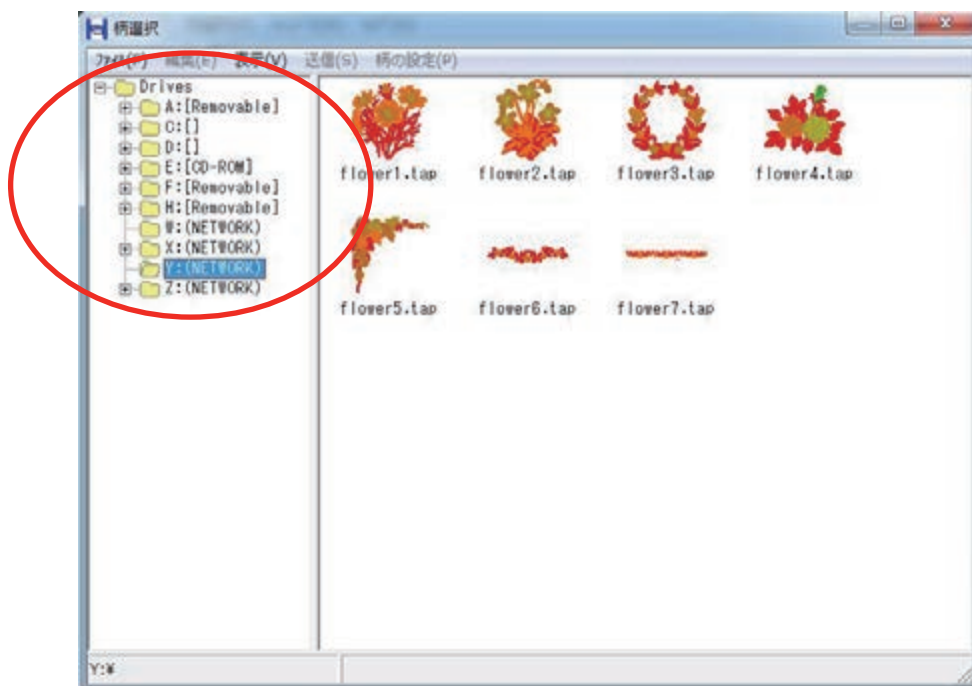 柄選択
ファイル(F) 編集(E) 表示(V) 送信(S) 柄の設定(P)
Drives
A:[Removable]
C:[]
D:[]
E:[CD-ROM]
F:[Removable]
H:[Removable]
W:(NETWORK)
X:(NETWORK)
Y:(NETWORK)
Z:(NETWORK)
flower1.tap flower2.tap flower3.tap flower4.tap
flower5.tap flower6.tap flower7.tap
Y:¥